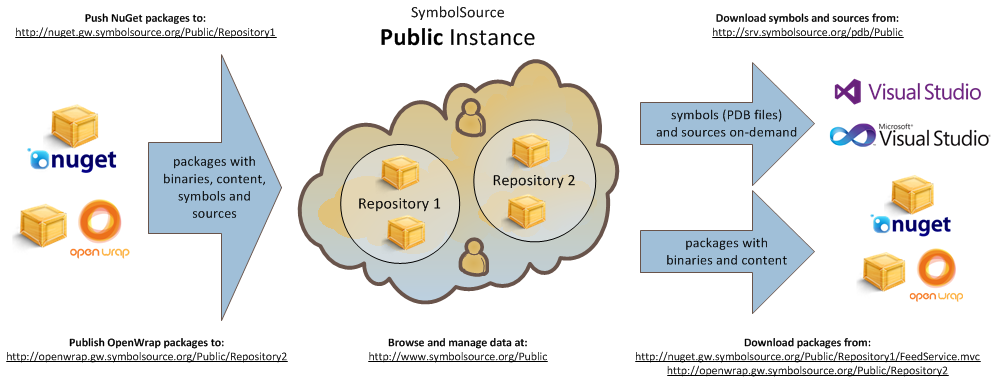 Push NuGet packages to:
http://nuget.gw.symbolsource.org/Public/Repository1
SymbolSource
Public Instance
Download symbols and sources from:
http://srv.symbolsource.org/pdb/Public
nuget
open wrap
packages with
binaries, content,
symbols and
sources
Repository 1
Repository 2
symbols (PDB files)
and sources on-demand
Visual Studio
Microsoft®
Visual Studio
packages with
binaries and content
nuget
open wrap
Publish OpenWrap packages to:
http://openwrap.gw.symbolsource.org/Public/Repository2
Browse and manage data at:
http://www.symbolsource.org/Public
Download packages from:
http://nuget.gw.symbolsource.org/Public/Repository1/FeedService.mvc
http://openwrap.gw.symbolsource.org/Public/Repository2